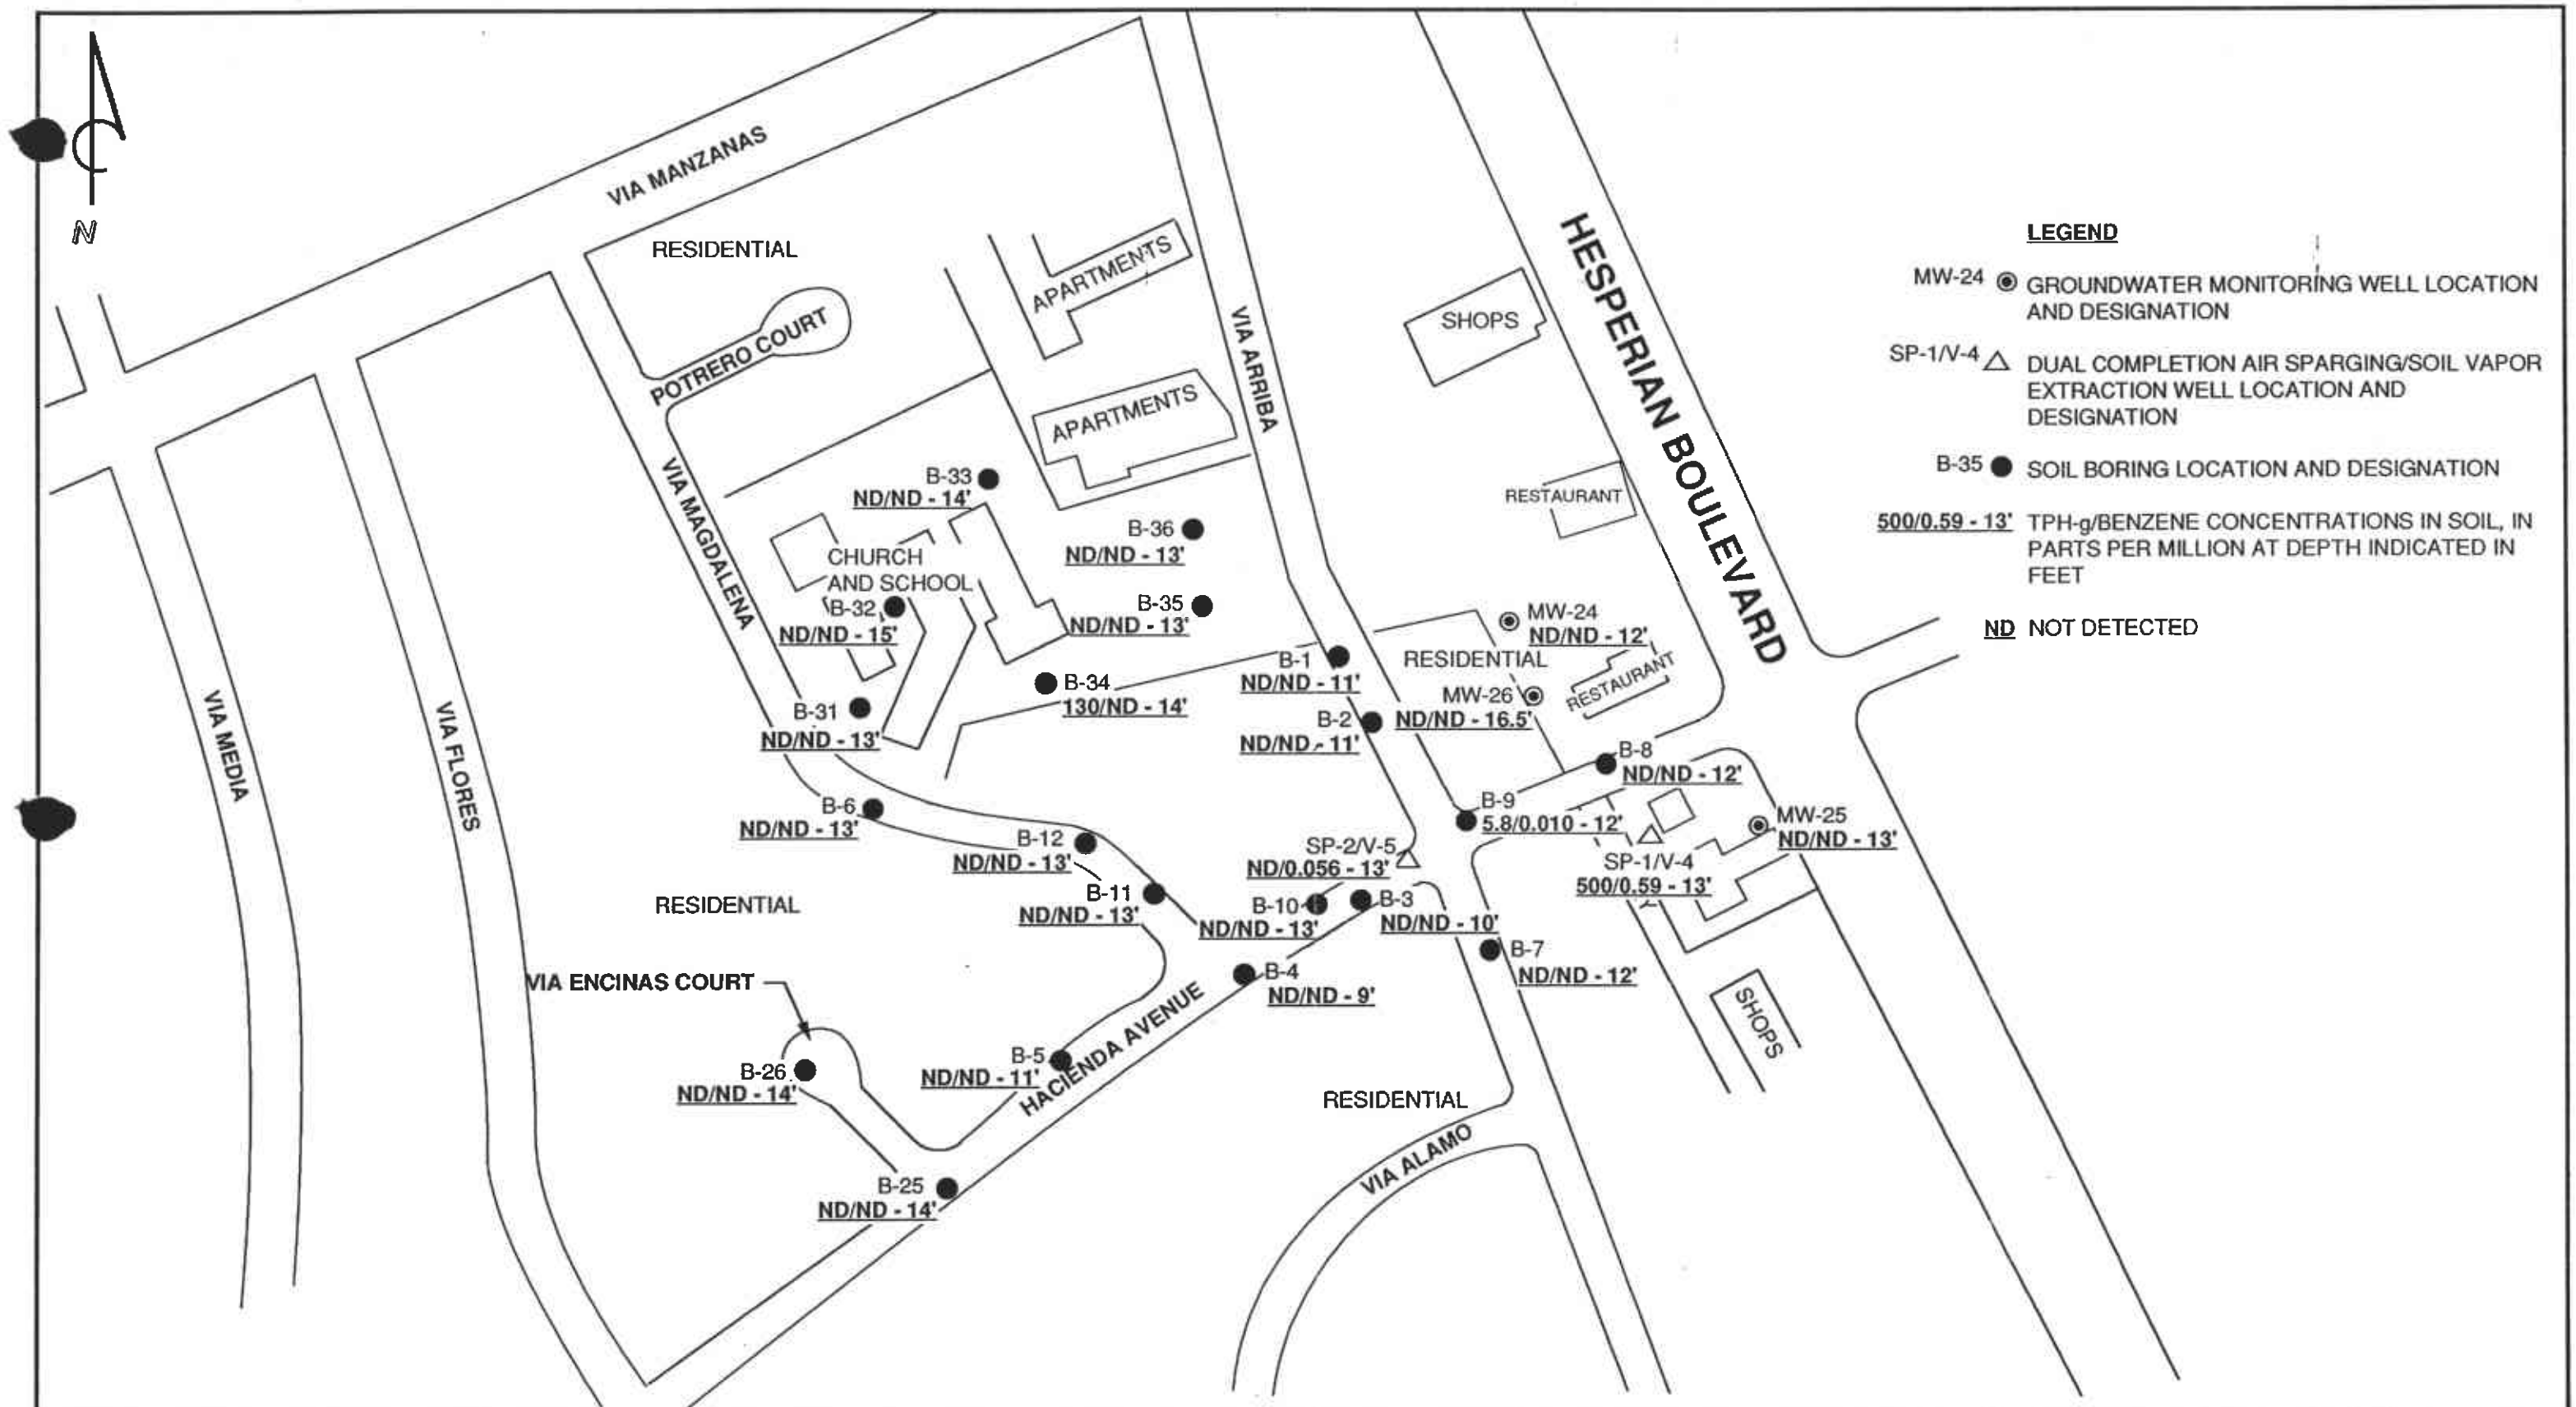 N
VIA MANZANAS
RESIDENTIAL
POTRERO COURT
APARTMENTS
APARTMENTS
VIA ARRIBA
SHOPS
HESPERIAN BOULEVARD
RESTAURANT
VIA MAGDALENA
B-33
ND/ND - 14'
B-36
ND/ND - 13'
CHURCH
AND SCHOOL
B-32
ND/ND - 15'
B-35
ND/ND - 13'
B-34
130/ND - 14'
B-31
ND/ND - 13'
B-1
ND/ND - 11'
B-2
ND/ND - 11'
MW-24
ND/ND - 12'
RESIDENTIAL
MW-26
ND/ND - 16.5'
RESTAURANT
B-8
ND/ND - 12'
B-9
5.8/0.010 - 12'
MW-25
ND/ND - 13'
SP-1/V-4
500/0.59 - 13'
SP-2/V-5
ND/0.056 - 13'
B-6
ND/ND - 13'
B-12
ND/ND - 13'
B-11
ND/ND - 13'
B-10
ND/ND - 13'
B-3
ND/ND - 10'
B-7
ND/ND - 12'
B-4
ND/ND - 9'
VIA MEDIA
VIA FLORES
RESIDENTIAL
VIA ENCINAS COURT
B-26
ND/ND - 14'
B-5
ND/ND - 11'
HACIENDA AVENUE
B-25
ND/ND - 14'
RESIDENTIAL
VIA ALAMO
SHOPS
LEGEND
MW-24 GROUNDWATER MONITORING WELL LOCATION
AND DESIGNATION
SP-1/V-4 DUAL COMPLETION AIR SPARGING/SOIL VAPOR
EXTRACTION WELL LOCATION AND
DESIGNATION
B-35 SOIL BORING LOCATION AND DESIGNATION
500/0.59 - 13' TPH-g/BENZENE CONCENTRATIONS IN SOIL, IN
PARTS PER MILLION AT DEPTH INDICATED IN
FEET
ND NOT DETECTED